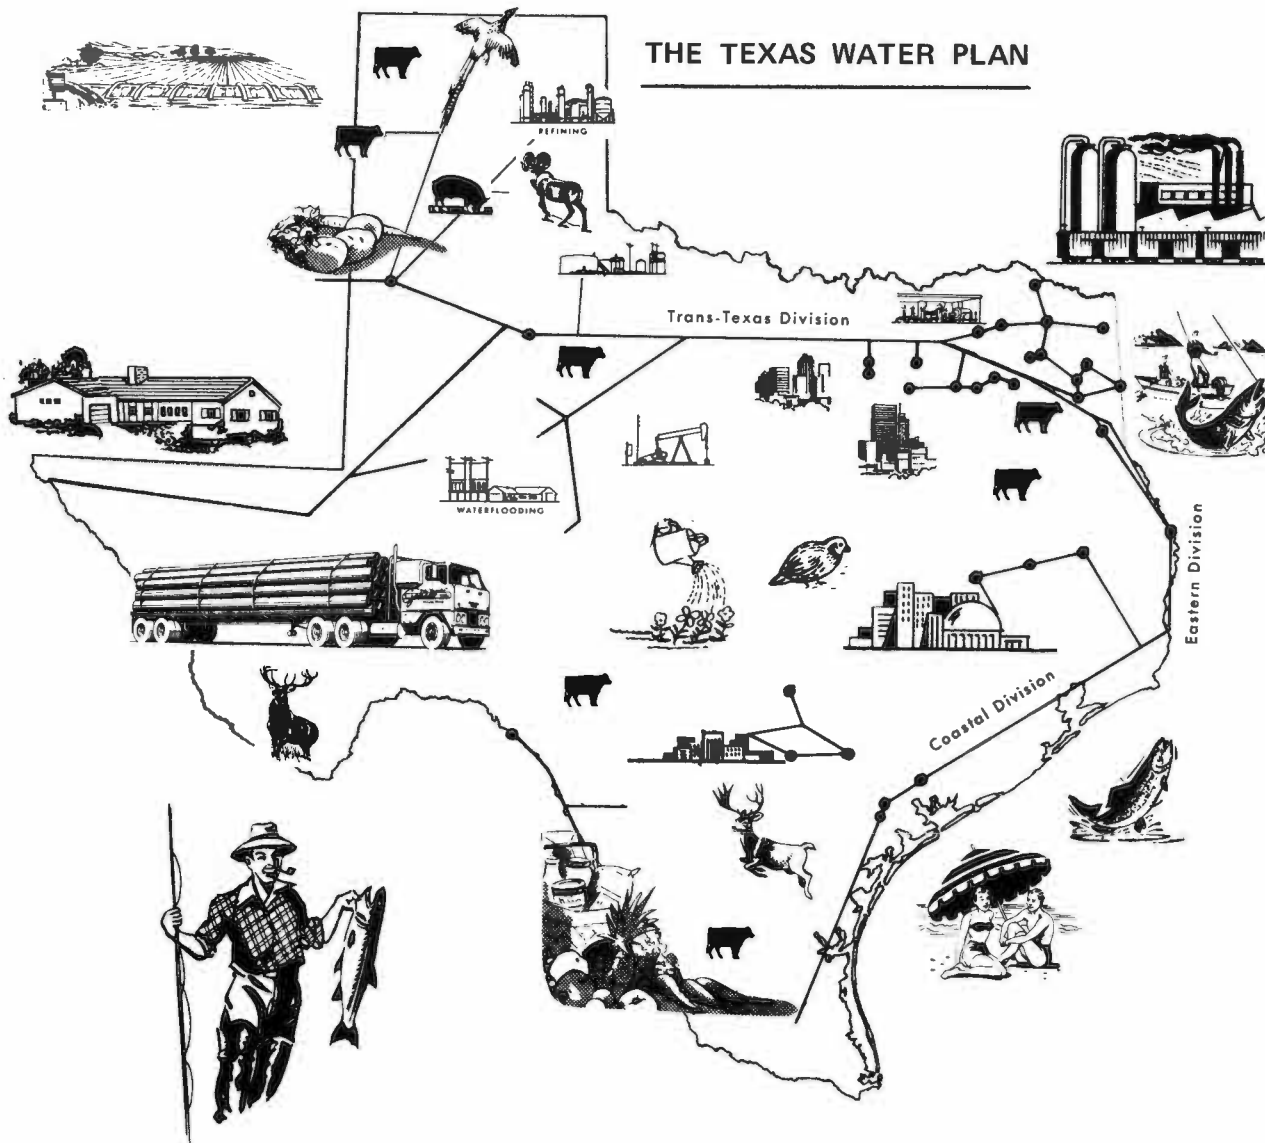 THE TEXAS WATER PLAN
REFINING
Trans-Texas Division
WATERFLOODING
Eastern Division
Coastal Division